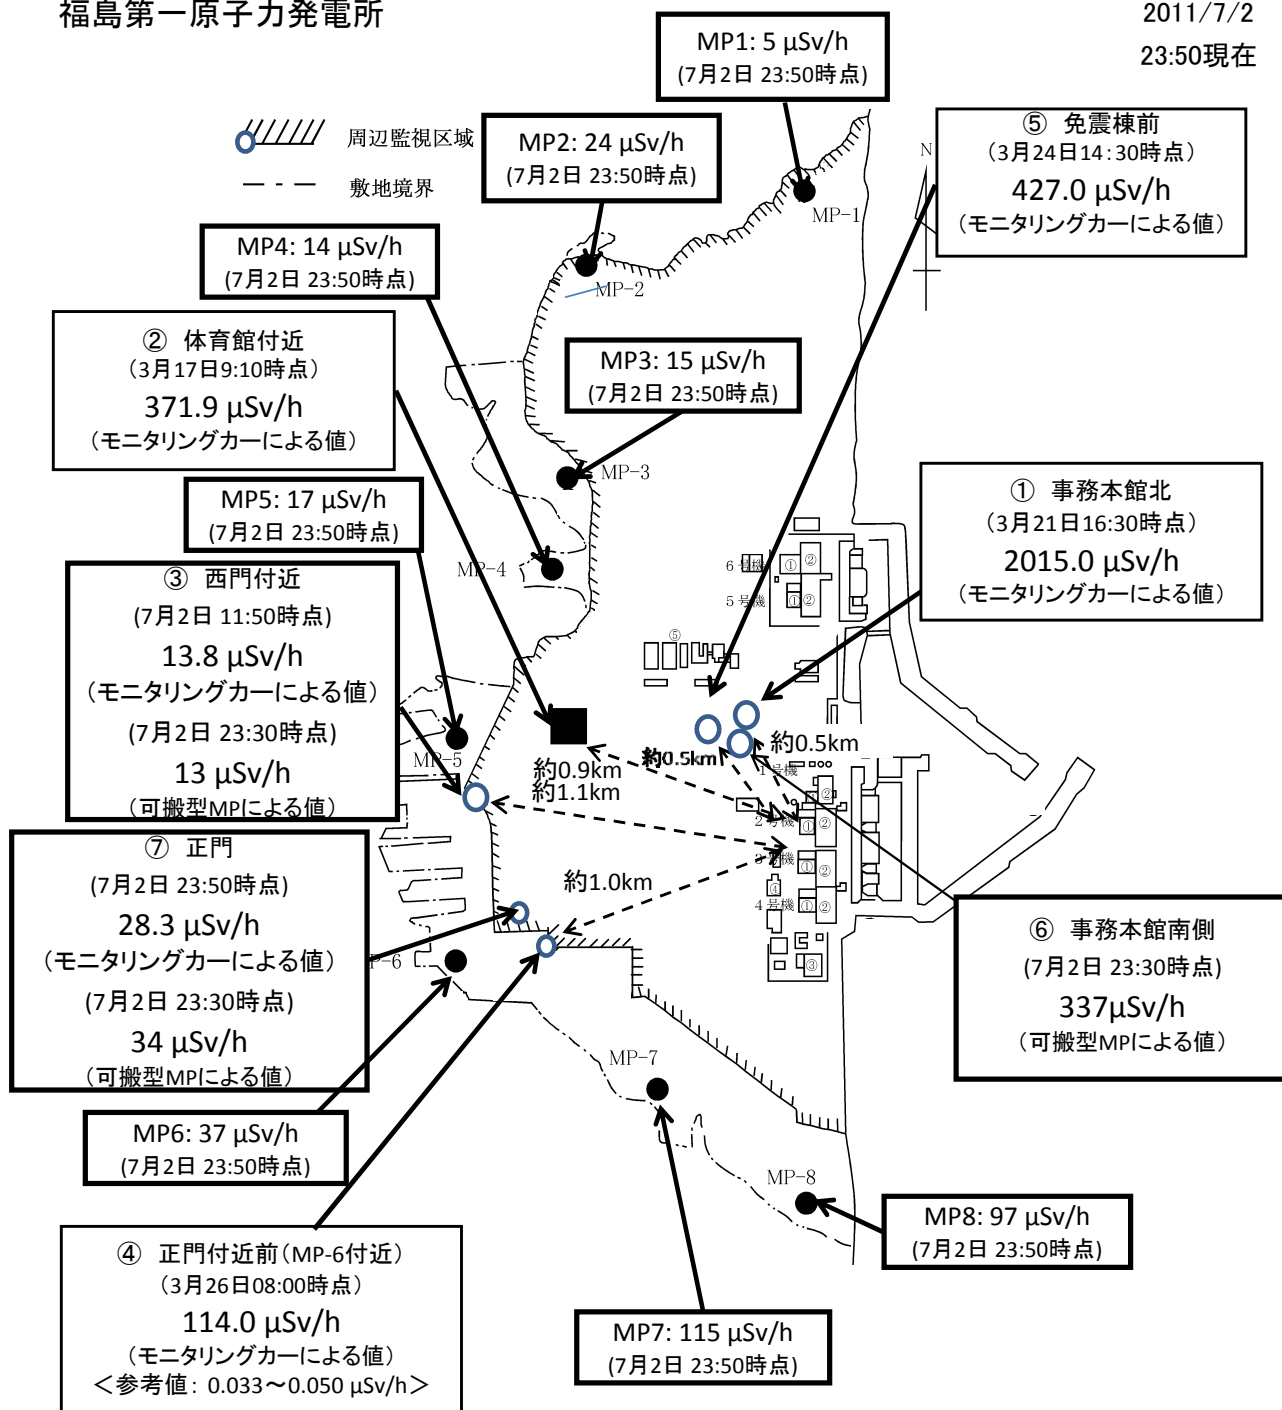 福島第一原子力発電所
2011/7/2
23:50現在
MP1: 5 μSv/h
(7月2日 23:50時点)
周辺監視区域
敷地境界
MP2: 24 μSv/h
(7月2日 23:50時点)
⑤ 免震棟前
(3月24日14:30時点)
427.0 μSv/h
(モニタリングカーによる値)
N
MP-1
MP4: 14 μSv/h
(7月2日 23:50時点)
MP-2
② 体育館付近
(3月17日9:10時点)
371.9 μSv/h
(モニタリングカーによる値)
MP3: 15 μSv/h
(7月2日 23:50時点)
MP-3
MP5: 17 μSv/h
(7月2日 23:50時点)
① 事務本館北
(3月21日16:30時点)
2015.0 μSv/h
(モニタリングカーによる値)
MP-4
③ 西門付近
(7月2日 11:50時点)
13.8 μSv/h
(モニタリングカーによる値)
(7月2日 23:30時点)
13 μSv/h
(可搬型MPによる値)
6号機
① ②
5号機
① ②
⑤
MP-5
約0.9km
約1.1km
約0.5km
約0.5km
1号機
②
2号機
① ②
3号機
① ②
④
4号機
① ②
③
約1.0km
⑦ 正門
(7月2日 23:50時点)
28.3 μSv/h
(モニタリングカーによる値)
(7月2日 23:30時点)
34 μSv/h
(可搬型MPによる値)
P-6
⑥ 事務本館南側
(7月2日 23:30時点)
337μSv/h
(可搬型MPによる値)
MP-7
MP6: 37 μSv/h
(7月2日 23:50時点)
MP-8
MP8: 97 μSv/h
(7月2日 23:50時点)
④ 正門付近前(MP-6付近)
(3月26日08:00時点)
114.0 μSv/h
(モニタリングカーによる値)
<参考値: 0.033～0.050 μSv/h>
MP7: 115 μSv/h
(7月2日 23:50時点)